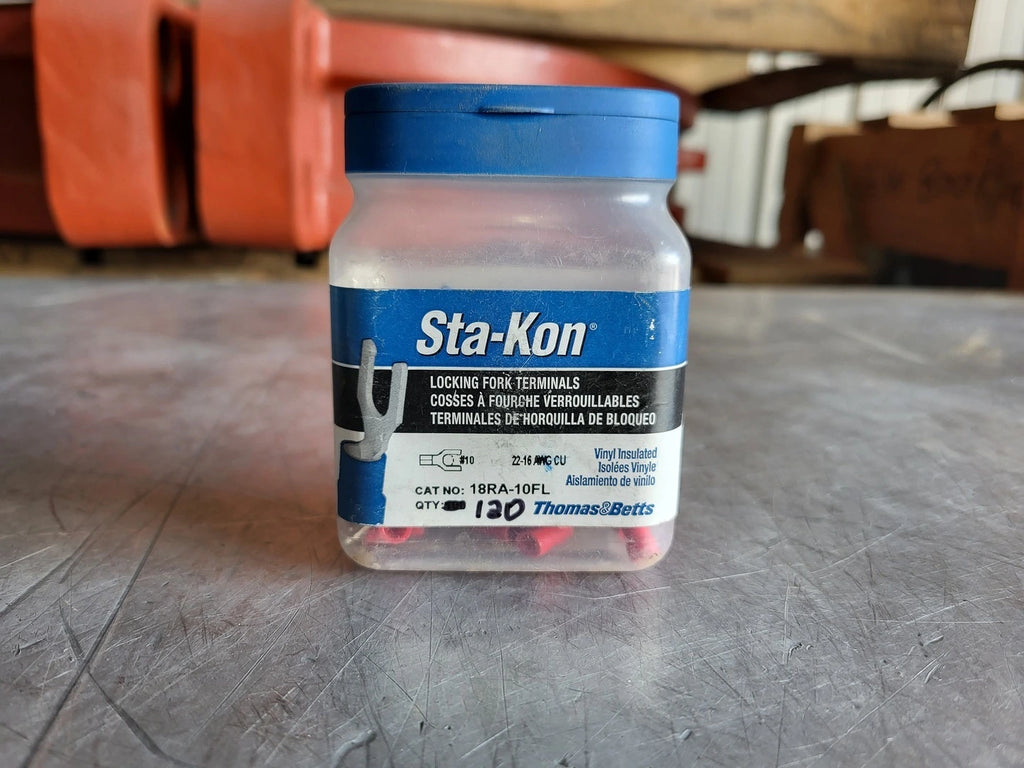 Sta-Kon®
LOCKING FORK TERMINALS
COSSES À FOURCHE VERROUILLABLES
TERMINALES DE HORQUILLA DE BLOQUEO
#10 22-16 AWG CU
Vinyl Insulated
Isolées Vinyle
Aislamiento de vinilo
CAT NO: 18RA-10FL
QTY: 120
Thomas&Betts